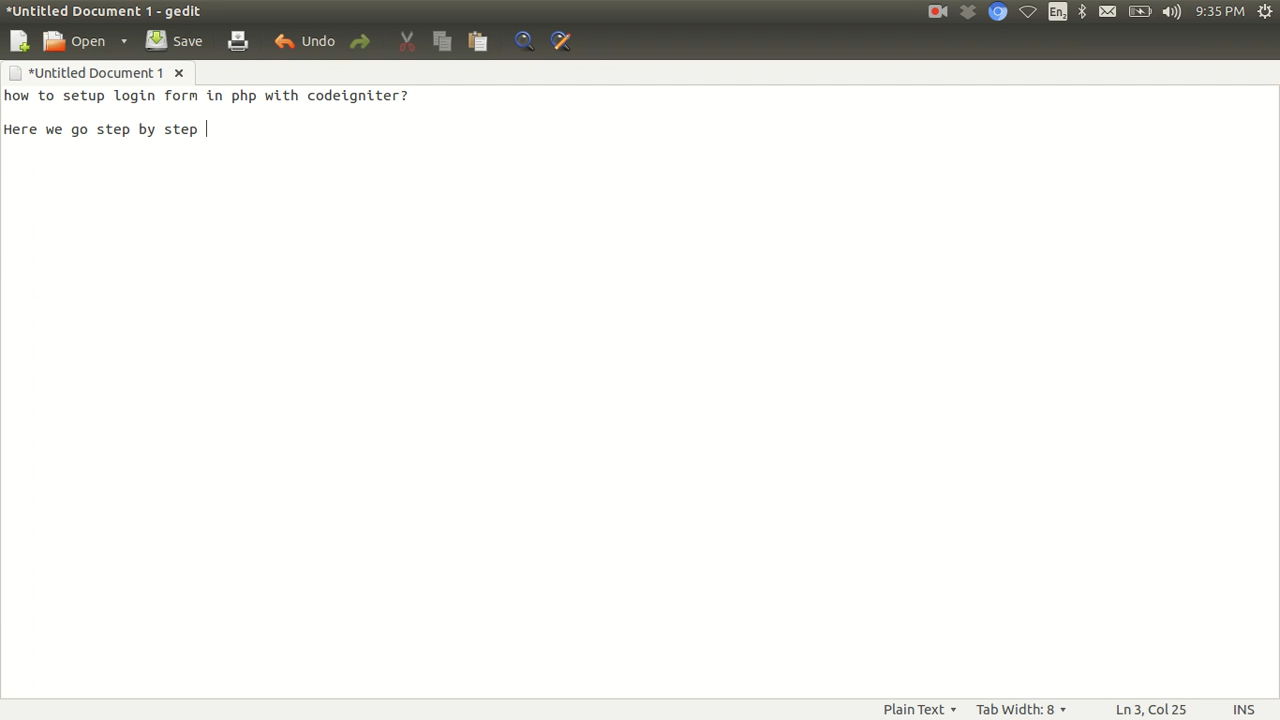 *Untitled Document 1 - gedit
En2 9:35 PM
Open Save Undo
*Untitled Document 1
how to setup login form in php with codeigniter?
Here we go step by step
Plain Text Tab Width: 8 Ln 3, Col 25 INS